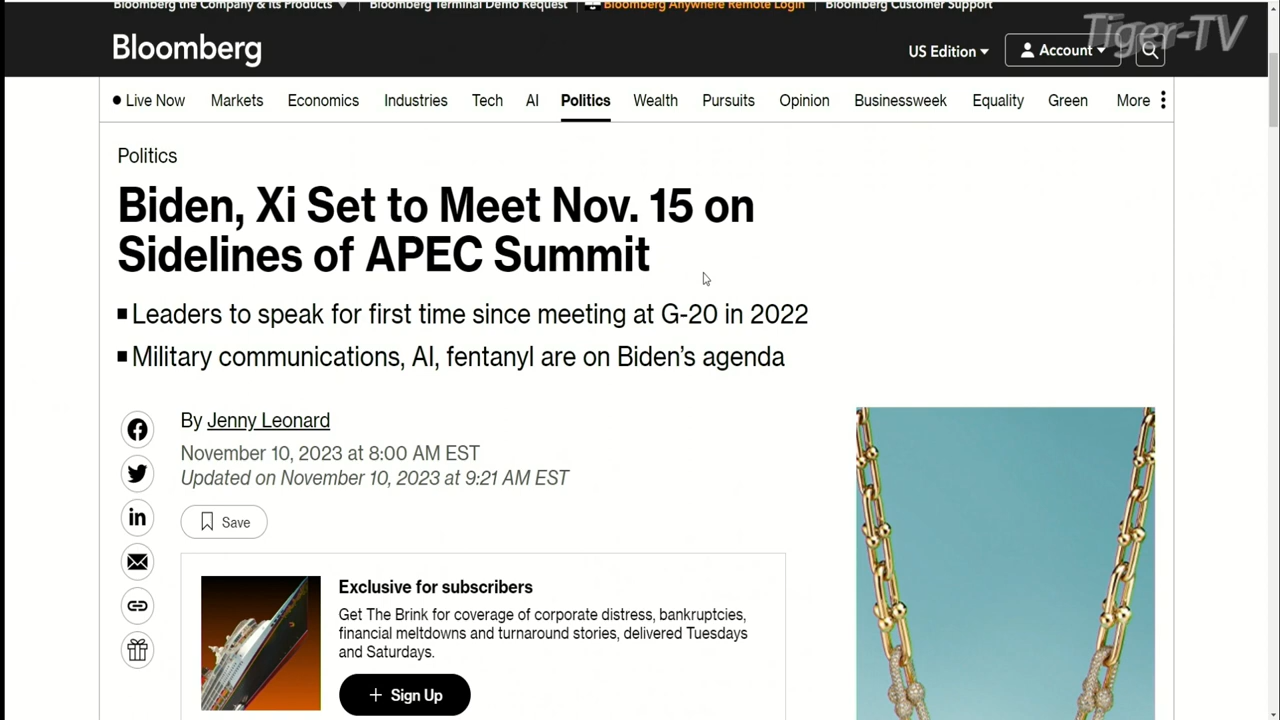 Bloomberg the Company & Its Products
Bloomberg Terminal Demo Request
Bloomberg Anywhere Remote Login
Bloomberg Customer Support
Tiger-TV
Bloomberg
US Edition
Account
Live Now
Markets
Economics
Industries
Tech
AI
Politics
Wealth
Pursuits
Opinion
Businessweek
Equality
Green
More
Politics
Biden, Xi Set to Meet Nov. 15 on
Sidelines of APEC Summit
Leaders to speak for first time since meeting at G-20 in 2022
Military communications, AI, fentanyl are on Biden's agenda
By Jenny Leonard
November 10, 2023 at 8:00 AM EST
Updated on November 10, 2023 at 9:21 AM EST
Save
Exclusive for subscribers
Get The Brink for coverage of corporate distress, bankruptcies,
financial meltdowns and turnaround stories, delivered Tuesdays
and Saturdays.
+ Sign Up